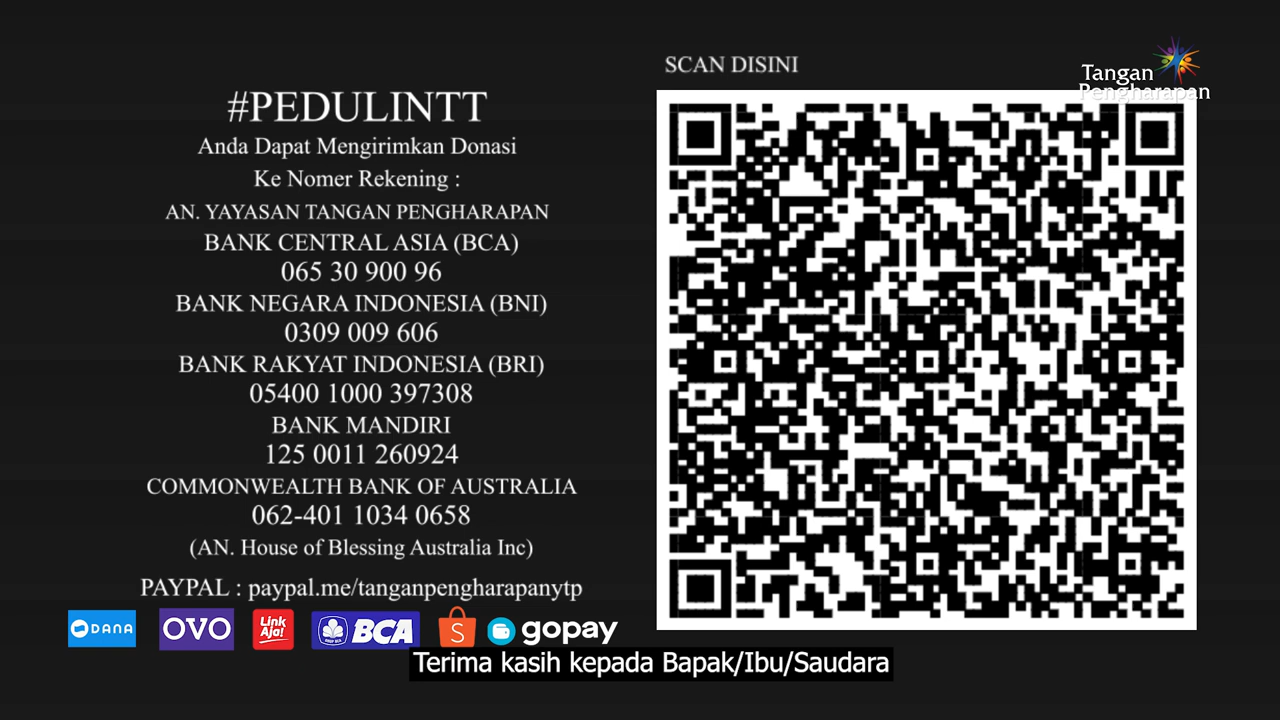 #PEDULINTT
Anda Dapat Mengirimkan Donasi
Ke Nomer Rekening :
AN. YAYASAN TANGAN PENGHARAPAN
BANK CENTRAL ASIA (BCA)
065 30 900 96
BANK NEGARA INDONESIA (BNI)
0309 009 606
BANK RAKYAT INDONESIA (BRI)
05400 1000 397308
BANK MANDIRI
125 0011 260924
COMMONWEALTH BANK OF AUSTRALIA
062-401 1034 0658
(AN. House of Blessing Australia Inc)
PAYPAL : paypal.me/tanganpengharapanytp
DANA
OVO
Link
Aja!
BCA
S
gopay
SCAN DISINI
Tangan
Pengharapan
Terima kasih kepada Bapak/Ibu/Saudara